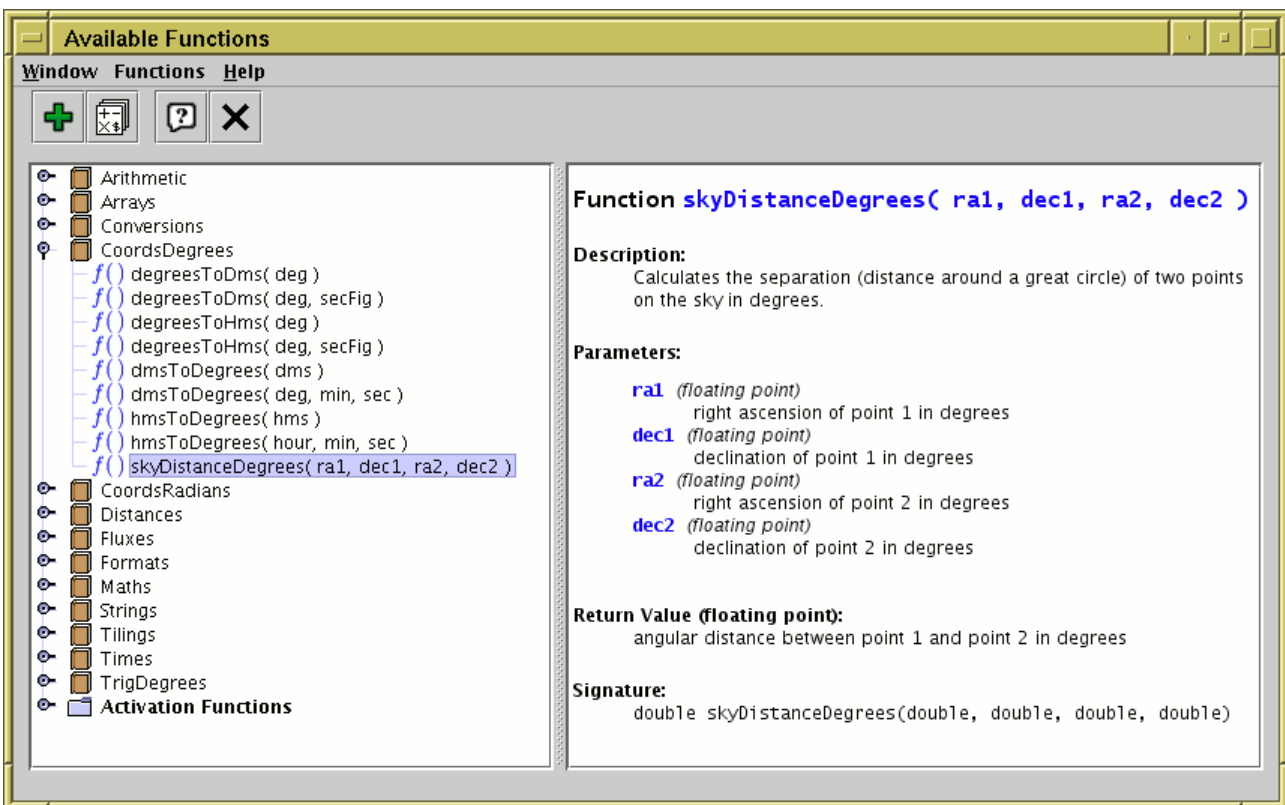 Available Functions
Window Functions Help
Arithmetic
Arrays
Conversions
CoordsDegrees
f() degreesToDms( deg )
f() degreesToDms( deg, secFig )
f() degreesToHms( deg )
f() degreesToHms( deg, secFig )
f() dmsToDegrees( dms )
f() dmsToDegrees( deg, min, sec )
f() hmsToDegrees( hms )
f() hmsToDegrees( hour, min, sec )
f() skyDistanceDegrees( ra1, dec1, ra2, dec2 )
CoordsRadians
Distances
Fluxes
Formats
Maths
Strings
Tilings
Times
TrigDegrees
Activation Functions
Function skyDistanceDegrees( ra1, dec1, ra2, dec2 )
Description:
Calculates the separation (distance around a great circle) of two points
on the sky in degrees.
Parameters:
ra1 (floating point)
right ascension of point 1 in degrees
dec1 (floating point)
declination of point 1 in degrees
ra2 (floating point)
right ascension of point 2 in degrees
dec2 (floating point)
declination of point 2 in degrees
Return Value (floating point):
angular distance between point 1 and point 2 in degrees
Signature:
double skyDistanceDegrees(double, double, double, double)